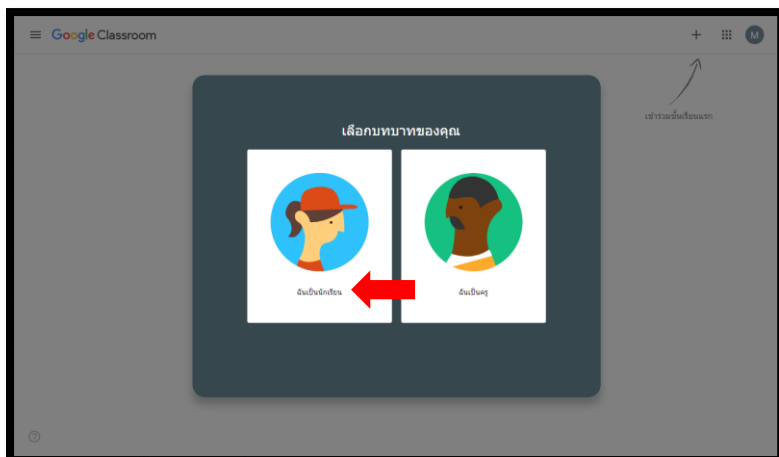 Google Classroom
M
เข้าร่วมชั้นเรียนแรก
เลือกบทบาทของคุณ
ฉันเป็นนักเรียน
ฉันเป็นครู